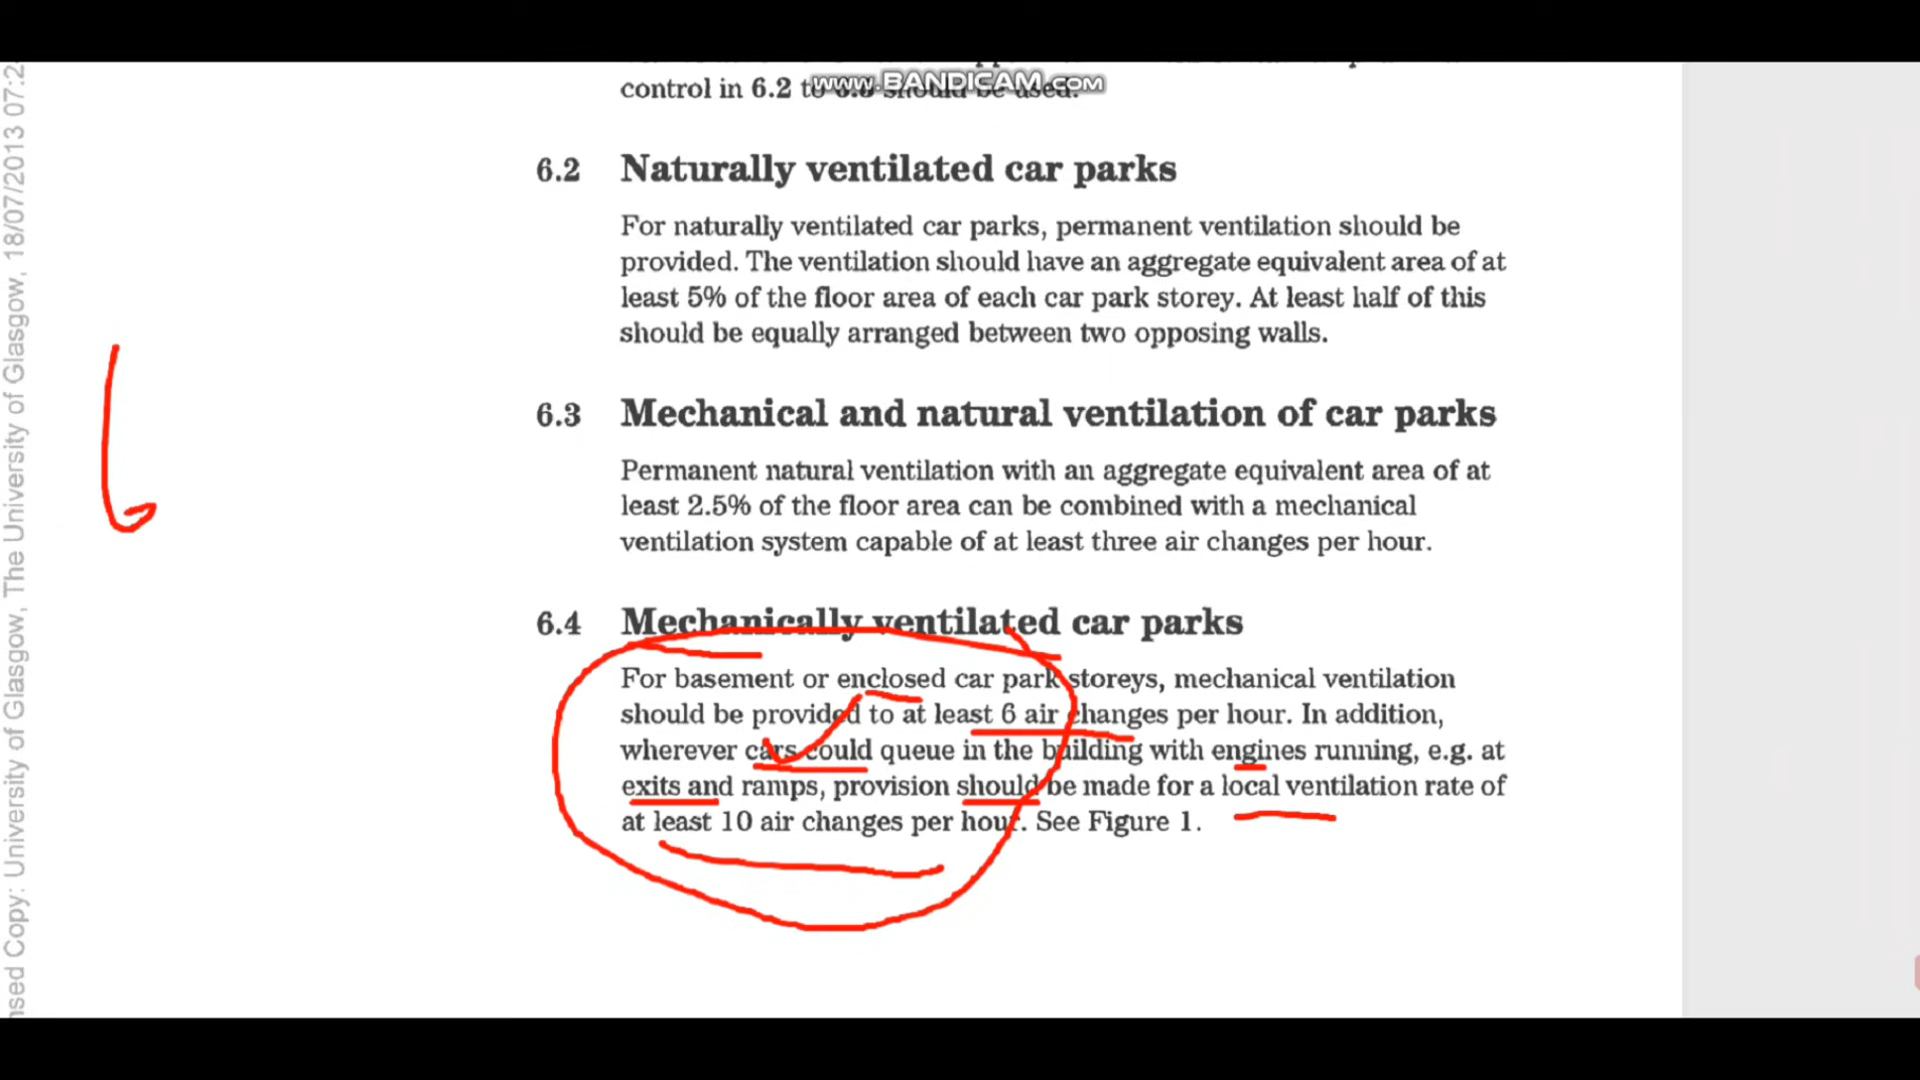 control in 6.2 to 6.6 should be used.
www.BANDICAM.com
6.2 Naturally ventilated car parks
For naturally ventilated car parks, permanent ventilation should be
provided. The ventilation should have an aggregate equivalent area of at
least 5% of the floor area of each car park storey. At least half of this
should be equally arranged between two opposing walls.
6.3 Mechanical and natural ventilation of car parks
Permanent natural ventilation with an aggregate equivalent area of at
least 2.5% of the floor area can be combined with a mechanical
ventilation system capable of at least three air changes per hour.
6.4 Mechanically ventilated car parks
For basement or enclosed car park storeys, mechanical ventilation
should be provided to at least 6 air changes per hour. In addition,
wherever cars could queue in the building with engines running, e.g. at
exits and ramps, provision should be made for a local ventilation rate of
at least 10 air changes per hour. See Figure 1.
nsed Copy: University of Glasgow, The University of Glasgow, 18/07/2013 07:2